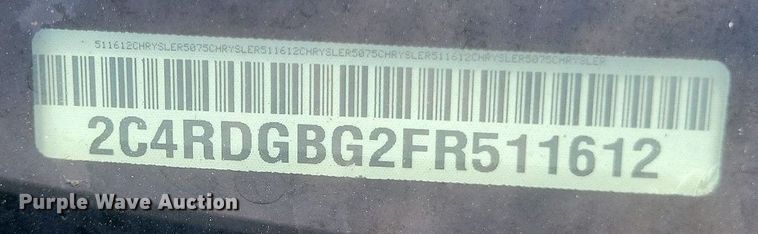 511612CHRYSLER5075CHRYSLER511612CHRYSLER5075CHRYSLER511612CHRYSLER5075CHRYSLER
2C4RDGBG2FR511612
Purple Wave Auction